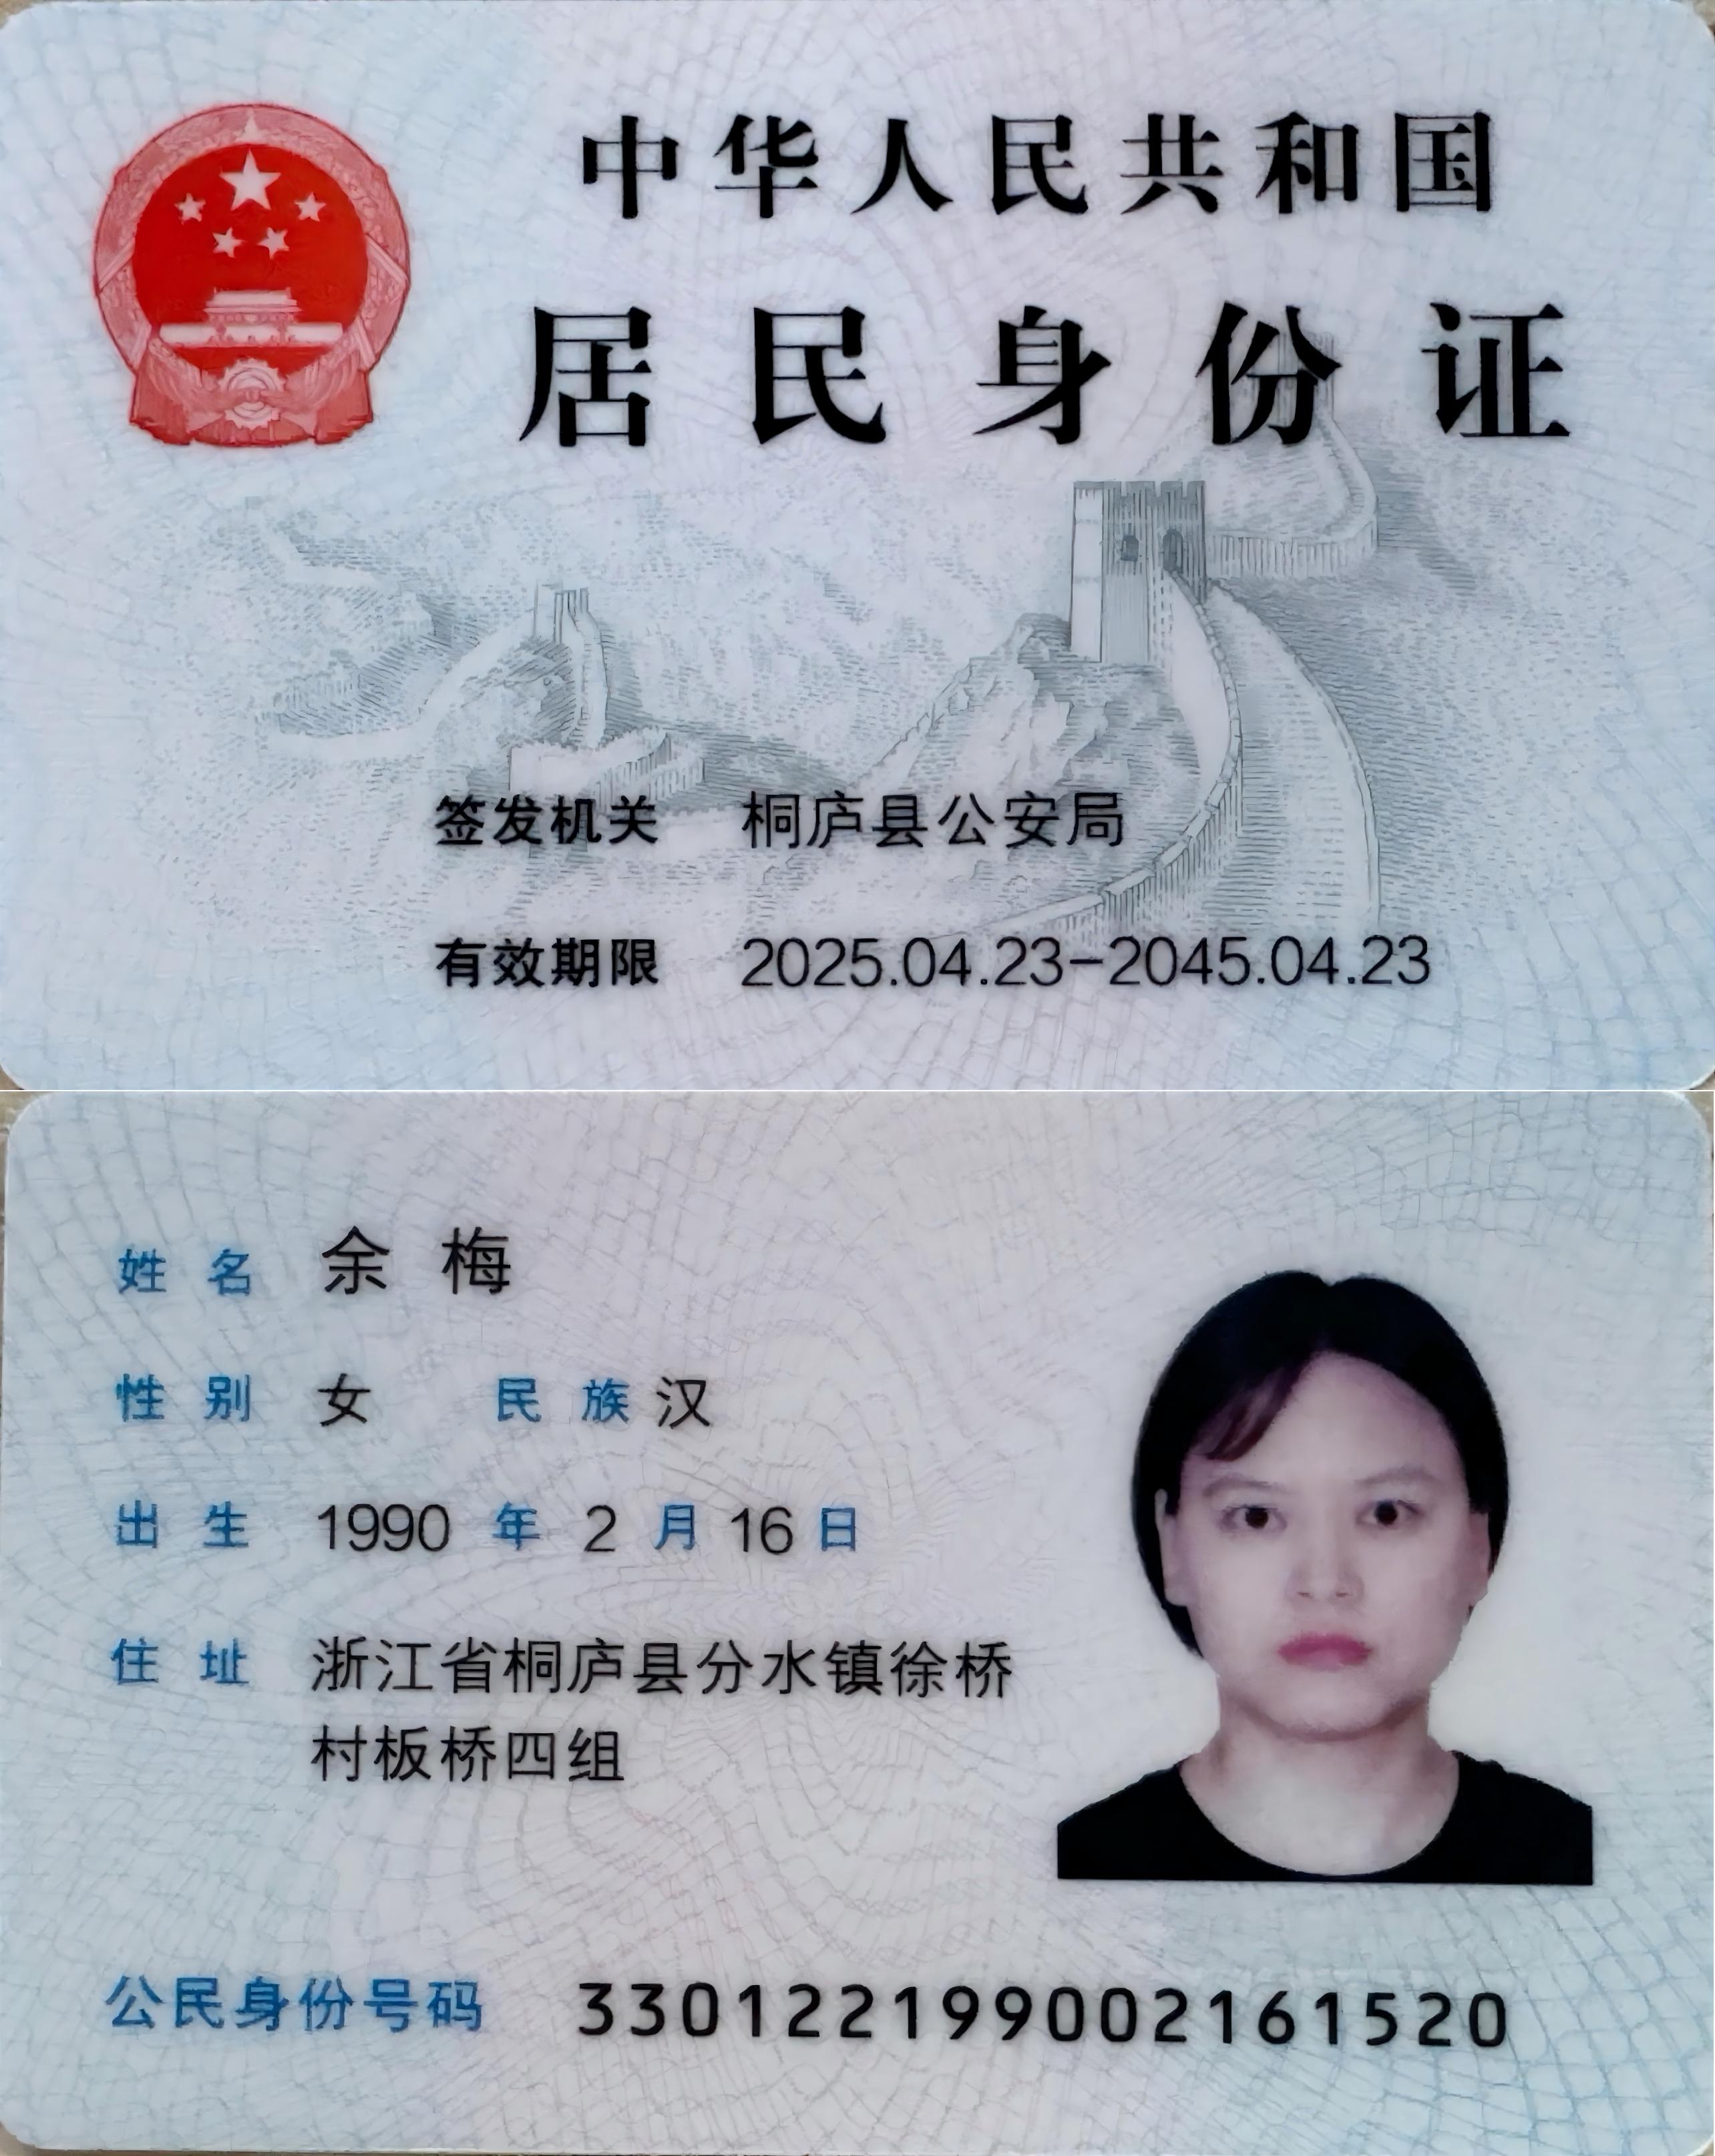 中华人民共和国
居民身份证
签发机关 桐庐县公安局
有效期限 2025.04.23-2045.04.23
姓名 余梅
性别 女 民族 汉
出生 1990 年 2 月 16 日
住址 浙江省桐庐县分水镇徐桥
村板桥四组
公民身份号码 330122199002161520